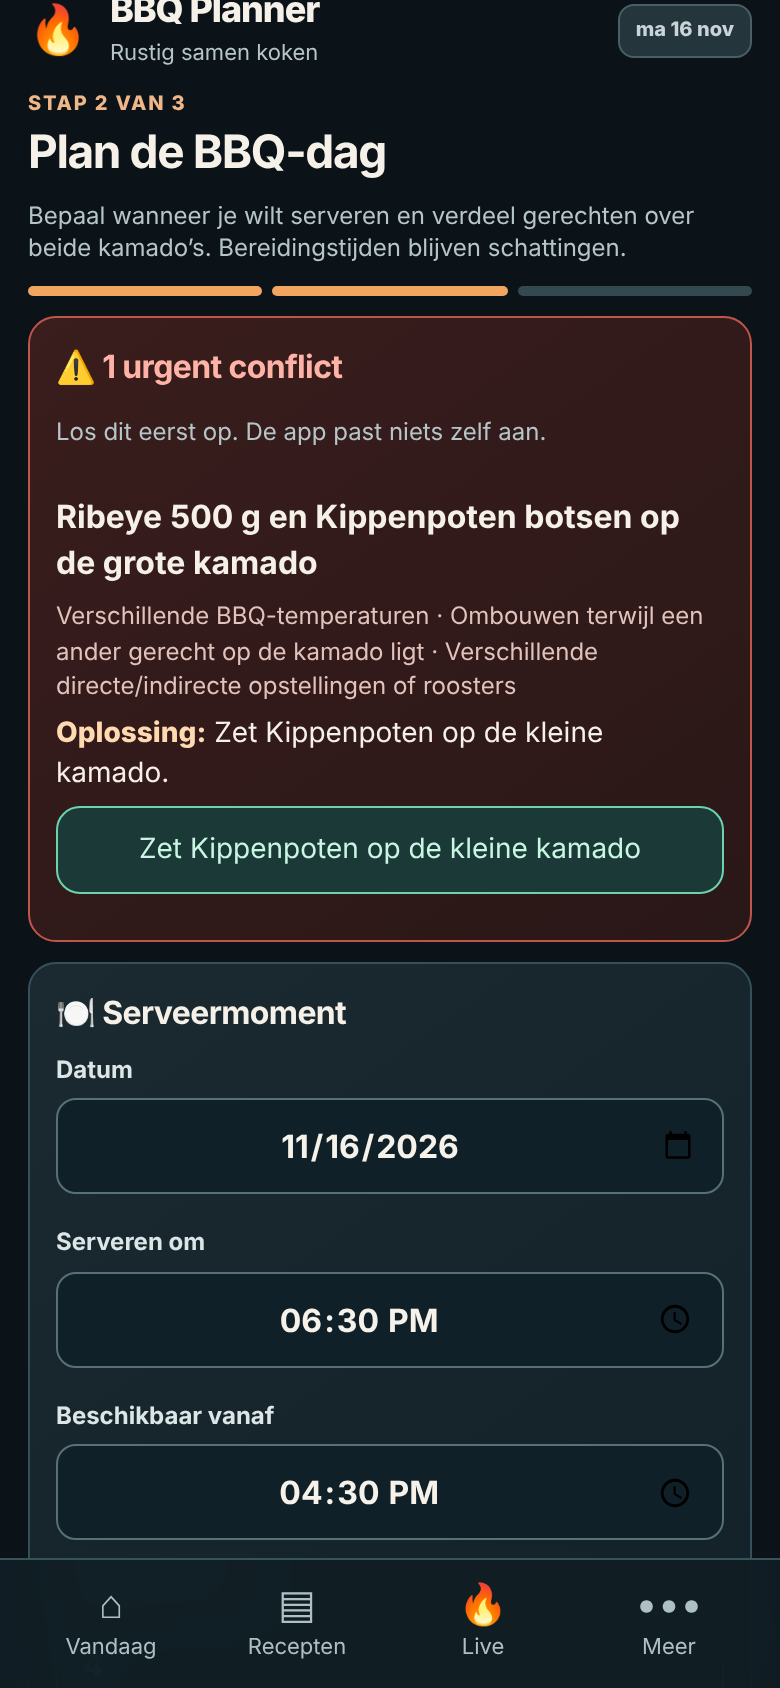 BBQ Planner
Rustig samen koken
ma 16 nov
STAP 2 VAN 3
Plan de BBQ-dag
Bepaal wanneer je wilt serveren en verdeel gerechten over
beide kamado’s. Bereidingstijden blijven schattingen.
⚠️ 1 urgent conflict
Los dit eerst op. De app past niets zelf aan.
Ribeye 500 g en Kippenpoten botsen op
de grote kamado
Verschillende BBQ-temperaturen · Ombouwen terwijl een
ander gerecht op de kamado ligt · Verschillende
directe/indirecte opstellingen of roosters
Oplossing: Zet Kippenpoten op de kleine
kamado.
Zet Kippenpoten op de kleine kamado
🍽️ Serveermoment
Datum
11/16/2026
Serveren om
06:30 PM
Beschikbaar vanaf
04:30 PM
Vandaag
Recepten
Live
Meer